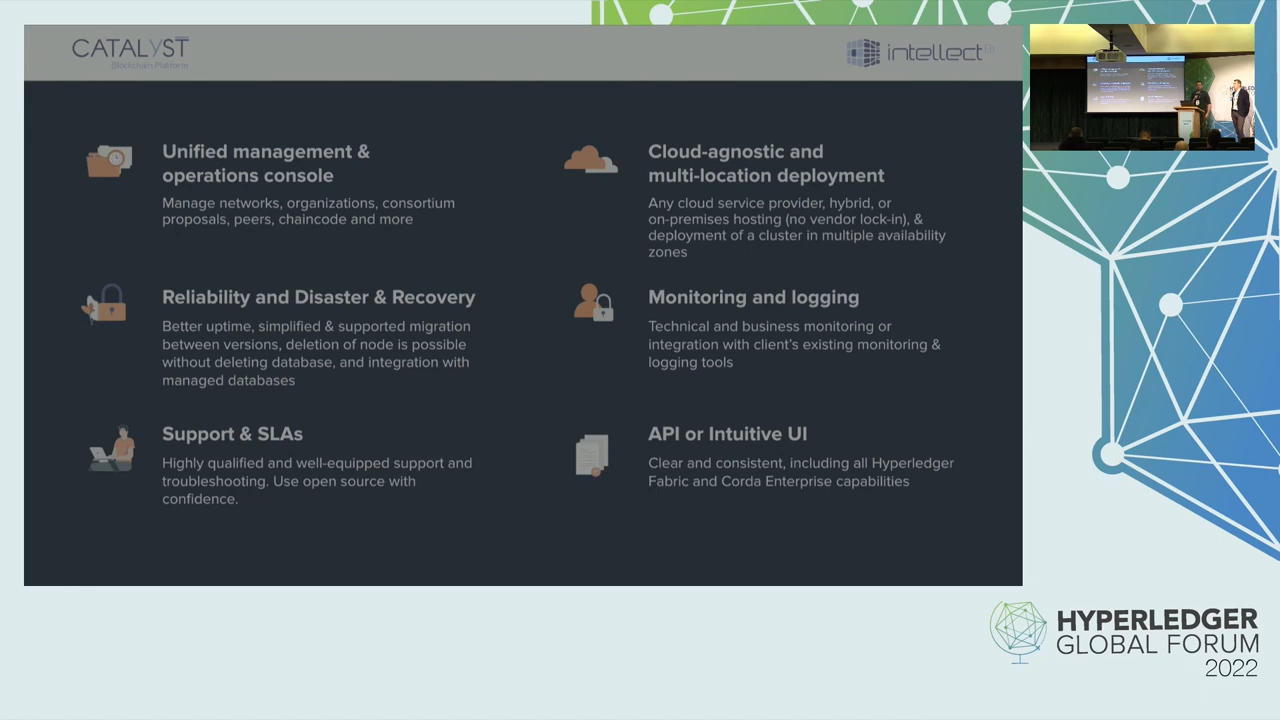 CATALYST
Blockchain Platform
intellect EU
Unified management &
operations console
Manage networks, organizations, consortium
proposals, peers, chaincode and more
Cloud-agnostic and
multi-location deployment
Any cloud service provider, hybrid, or
on-premises hosting (no vendor lock-in), &
deployment of a cluster in multiple availability
zones
Reliability and Disaster & Recovery
Better uptime, simplified & supported migration
between versions, deletion of node is possible
without deleting database, and integration with
managed databases
Monitoring and logging
Technical and business monitoring or
integration with client's existing monitoring &
logging tools
Support & SLAs
Highly qualified and well-equipped support and
troubleshooting. Use open source with
confidence.
API or Intuitive UI
Clear and consistent, including all Hyperledger
Fabric and Corda Enterprise capabilities
HYPERLEDGER
GLOBAL FORUM
2022